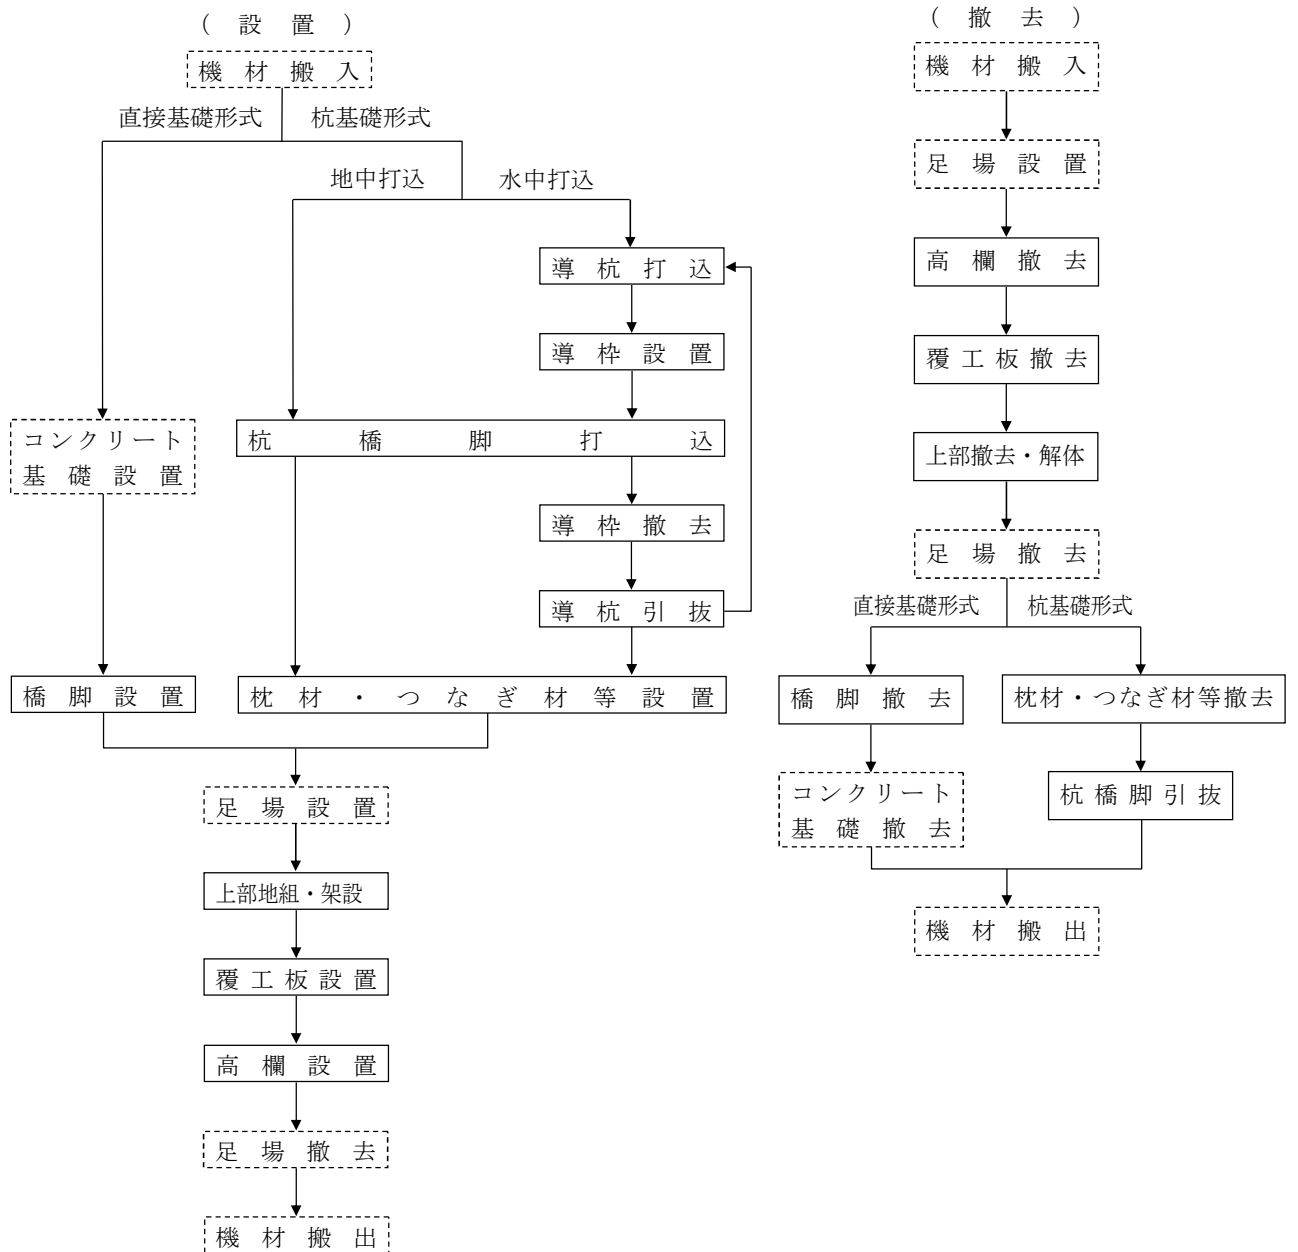 （設置）
機材搬入
直接基礎形式
杭基礎形式
地中打込
水中打込
導杭打込
導枠設置
コンクリート
基礎設置
杭橋脚打込
導枠撤去
導杭引抜
橋脚設置
枕材・つなぎ材等設置
足場設置
上部地組・架設
覆工板設置
高欄設置
足場撤去
機材搬出
（撤去）
機材搬入
足場設置
高欄撤去
覆工板撤去
上部撤去・解体
足場撤去
直接基礎形式
杭基礎形式
橋脚撤去
枕材・つなぎ材等撤去
コンクリート
基礎撤去
杭橋脚引抜
機材搬出